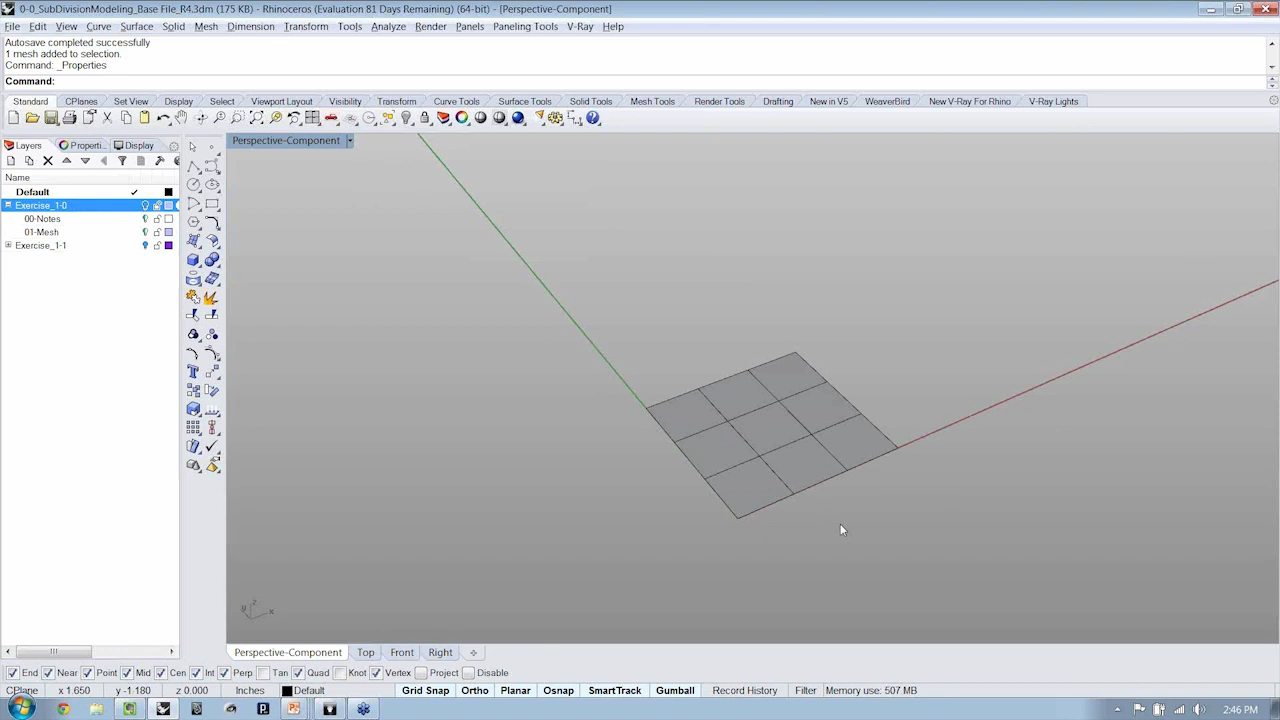 0-0_SubDivisionModeling_Base File_R4.3dm (175 KB) - Rhinoceros (Evaluation 81 Days Remaining) (64-bit) - [Perspective-Component]
File Edit View Curve Surface Solid Mesh Dimension Transform Tools Analyze Render Panels Paneling Tools V-Ray Help
Autosave completed successfully
1 mesh added to selection.
Command: _Properties
Command:
Standard CPlanes Set View Display Select Viewport Layout Visibility Transform Curve Tools Surface Tools Solid Tools Mesh Tools Render Tools Drafting New in V5 WeaverBird New V-Ray For Rhino V-Ray Lights
Layers Properti... Display
Perspective-Component
Name
Default
Exercise_1-0
00-Notes
01-Mesh
Exercise_1-1
y z x
Perspective-Component Top Front Right
End Near Point Mid Cen Int Perp Tan Quad Knot Vertex Project Disable
CPlane x 1.650 y -1.180 z 0.000 Inches Default Grid Snap Ortho Planar Osnap SmartTrack Gumball Record History Filter Memory use: 507 MB
2:46 PM